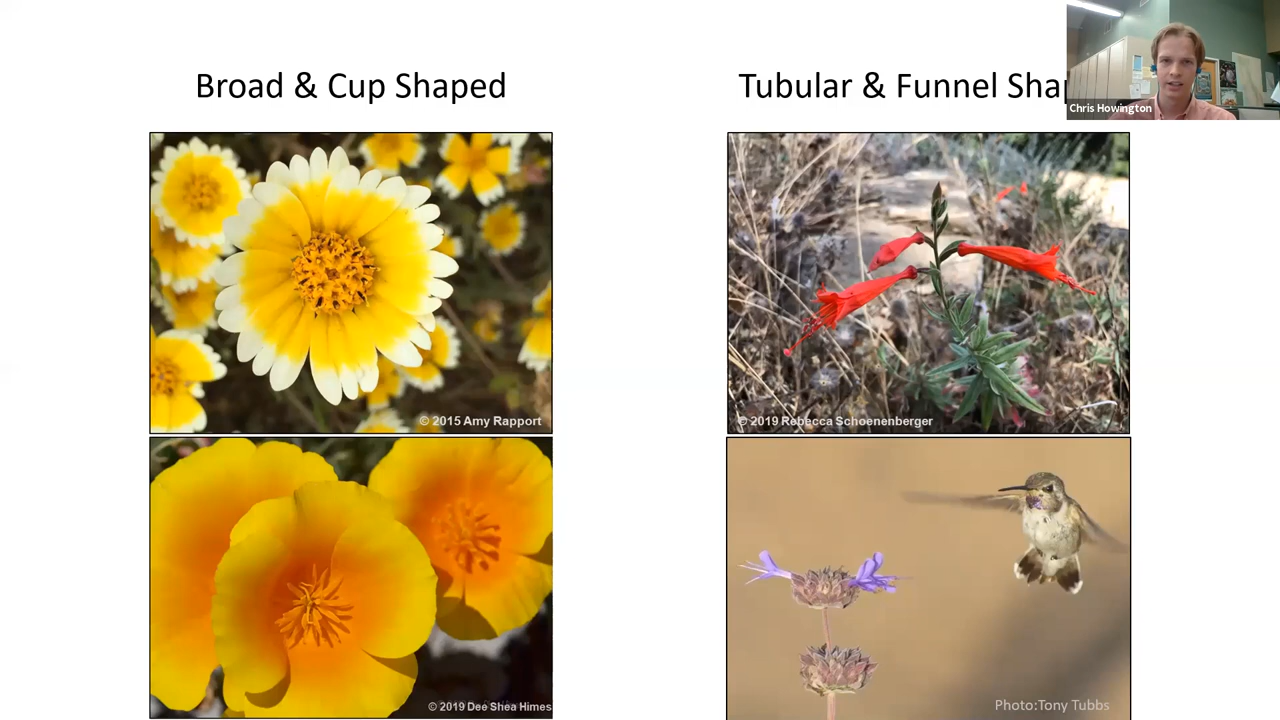 Broad & Cup Shaped
Tubular & Funnel Sha
Chris Howington
© 2015 Amy Rapport
© 2019 Rebecca Schoenenberger
© 2019 Dee Shea Himes
Photo:Tony Tubbs